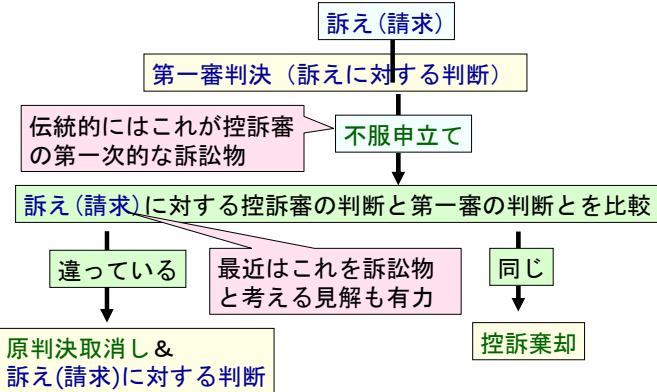 訴え(請求)
第一審判決（訴えに対する判断）
伝統的にはこれが控訴審
の第一次的な訴訟物
不服申立て
訴え(請求)に対する控訴審の判断と第一審の判断とを比較
違っている
最近はこれを訴訟物
と考える見解も有力
同じ
原判決取消し&
訴え(請求)に対する判断
控訴棄却